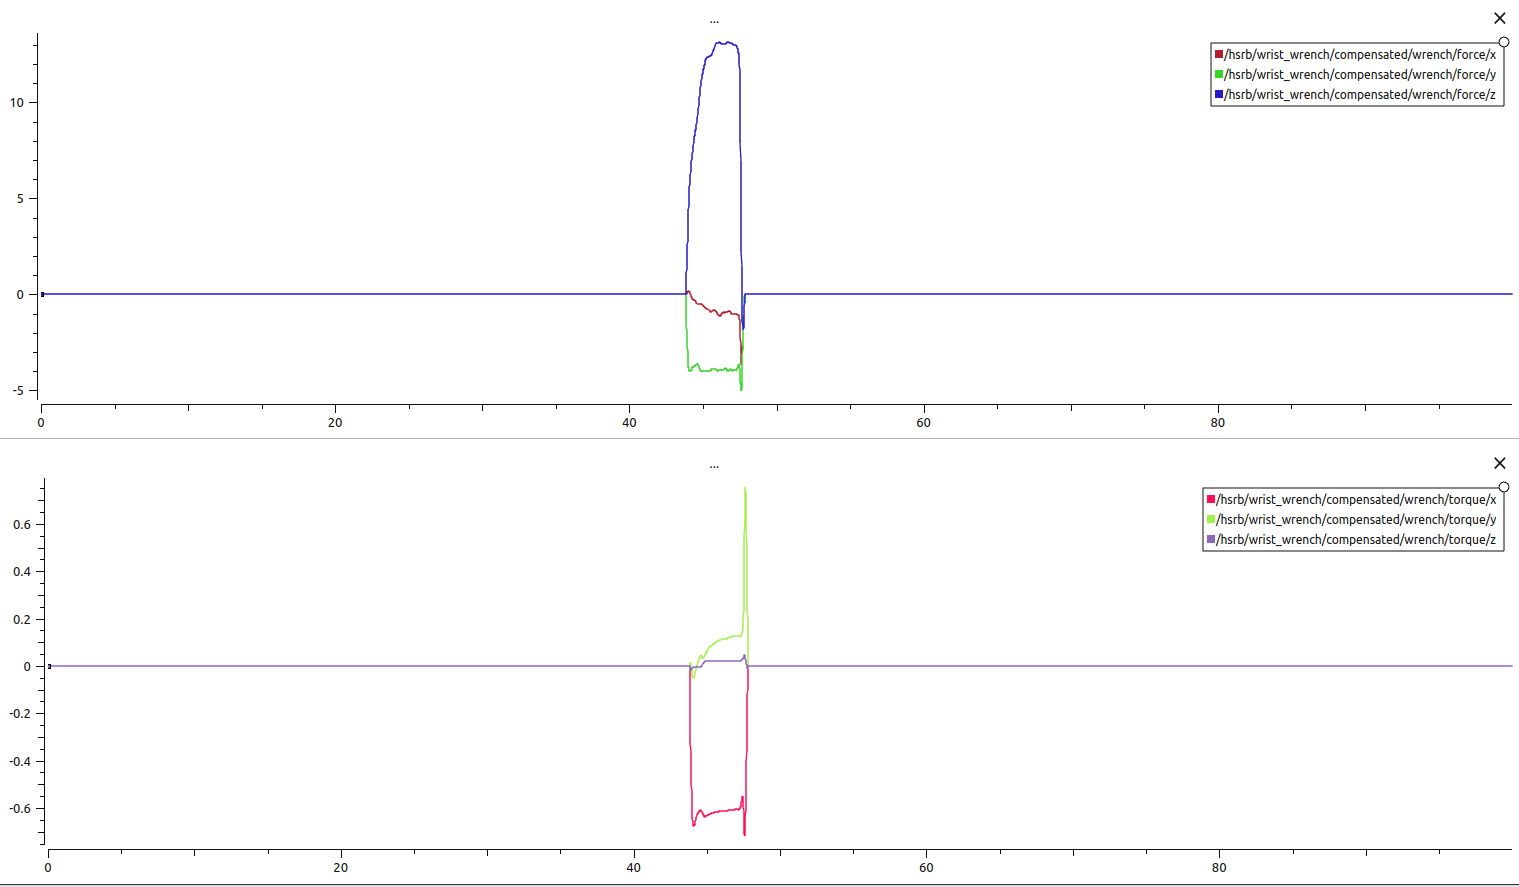 ...
/hsrb/wrist_wrench/compensated/wrench/force/x
/hsrb/wrist_wrench/compensated/wrench/force/y
/hsrb/wrist_wrench/compensated/wrench/force/z
10
5
0
-5
0 20 40 60 80
...
/hsrb/wrist_wrench/compensated/wrench/torque/x
/hsrb/wrist_wrench/compensated/wrench/torque/y
/hsrb/wrist_wrench/compensated/wrench/torque/z
0.6
0.4
0.2
0
-0.2
-0.4
-0.6
0 20 40 60 80